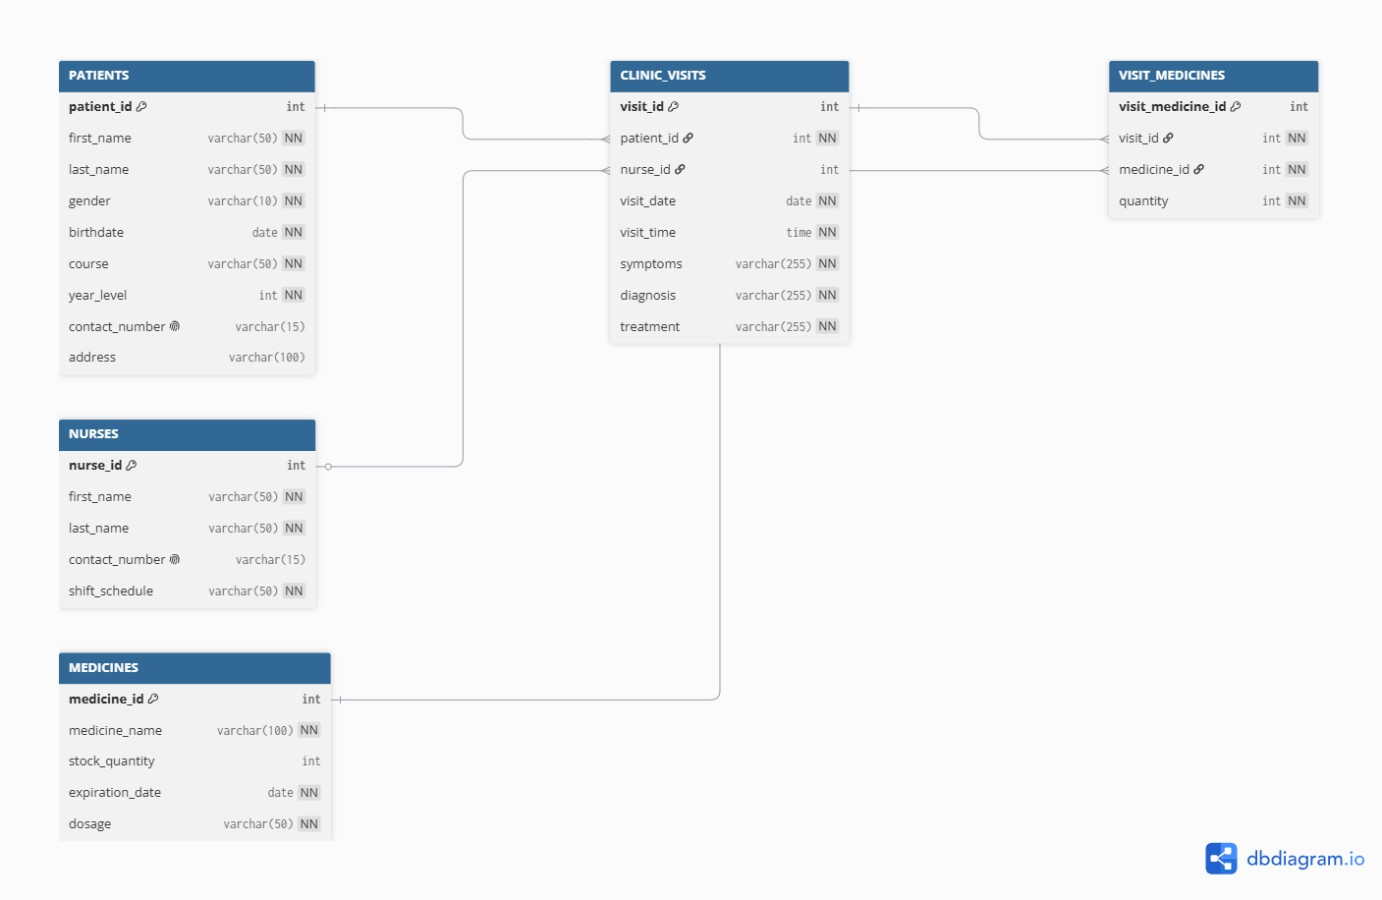 PATIENTS
patient_id int
first_name varchar(50) NN
last_name varchar(50) NN
gender varchar(10) NN
birthdate date NN
course varchar(50) NN
year_level int NN
contact_number varchar(15)
address varchar(100)
NURSES
nurse_id int
first_name varchar(50) NN
last_name varchar(50) NN
contact_number varchar(15)
shift_schedule varchar(50) NN
MEDICINES
medicine_id int
medicine_name varchar(100) NN
stock_quantity int
expiration_date date NN
dosage varchar(50) NN
CLINIC_VISITS
visit_id int
patient_id int NN
nurse_id int
visit_date date NN
visit_time time NN
symptoms varchar(255) NN
diagnosis varchar(255) NN
treatment varchar(255) NN
VISIT_MEDICINES
visit_medicine_id int
visit_id int NN
medicine_id int NN
quantity int NN
dbdiagram.io